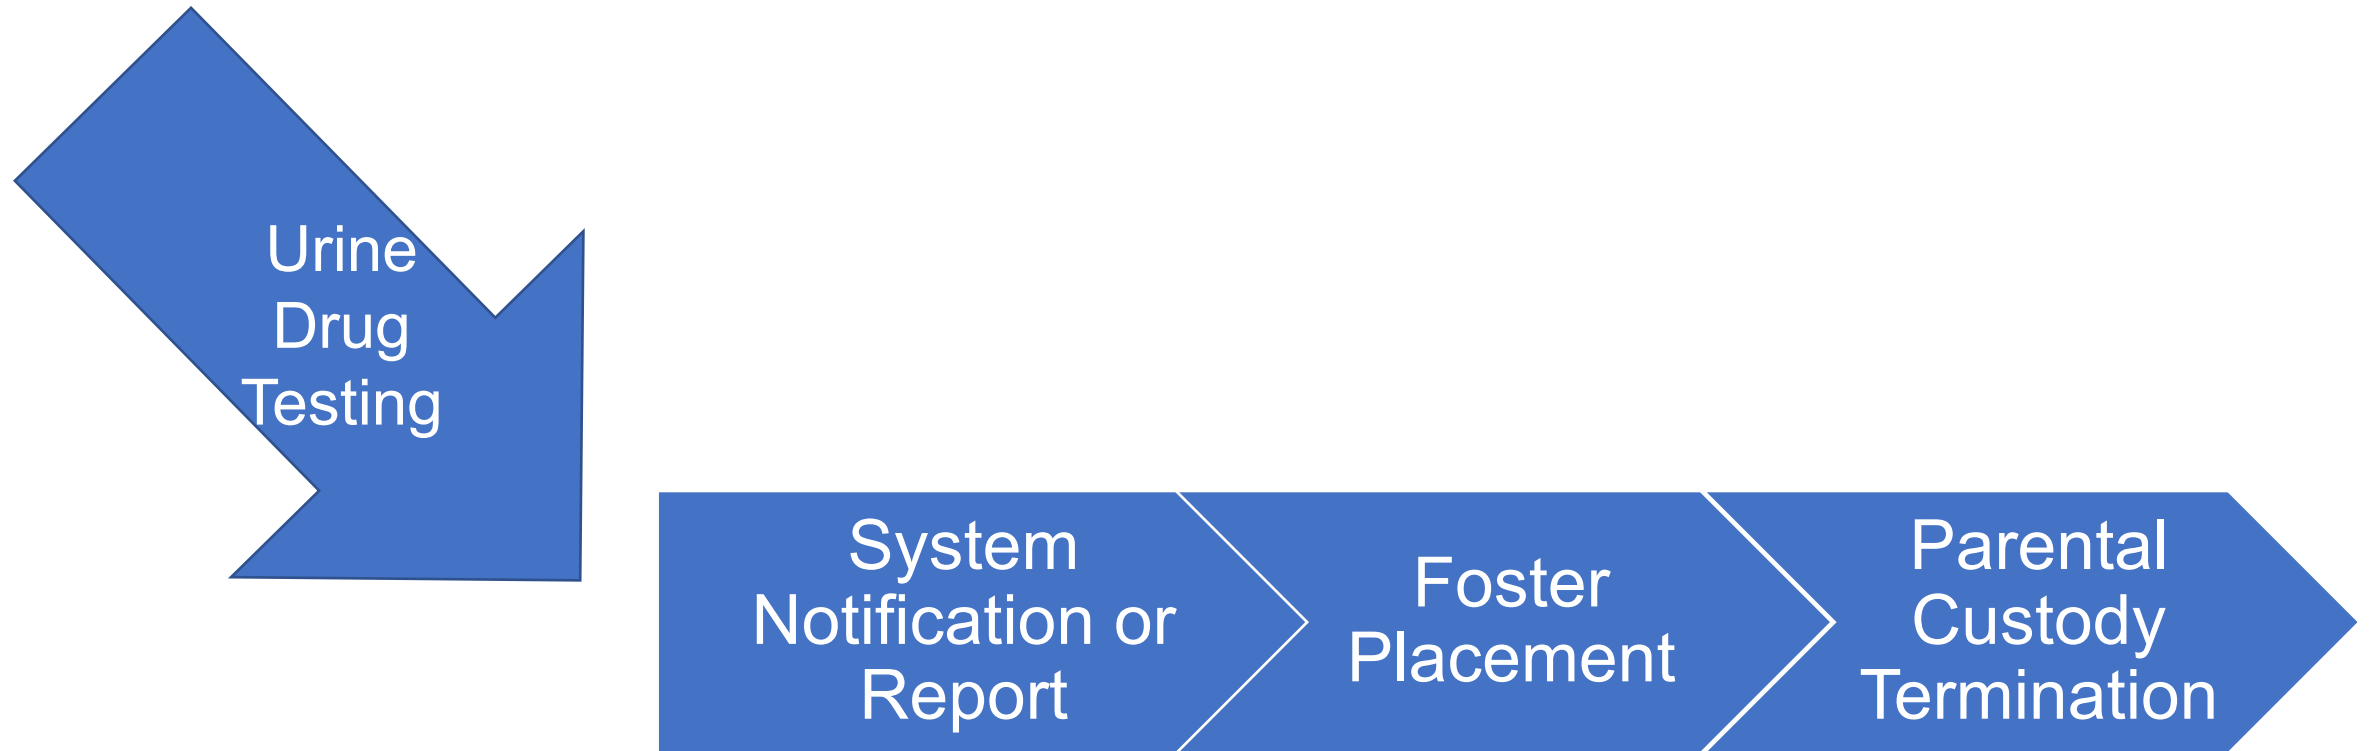 Urine
Drug
Testing
System
Notification or
Report
Foster
Placement
Parental
Custody
Termination